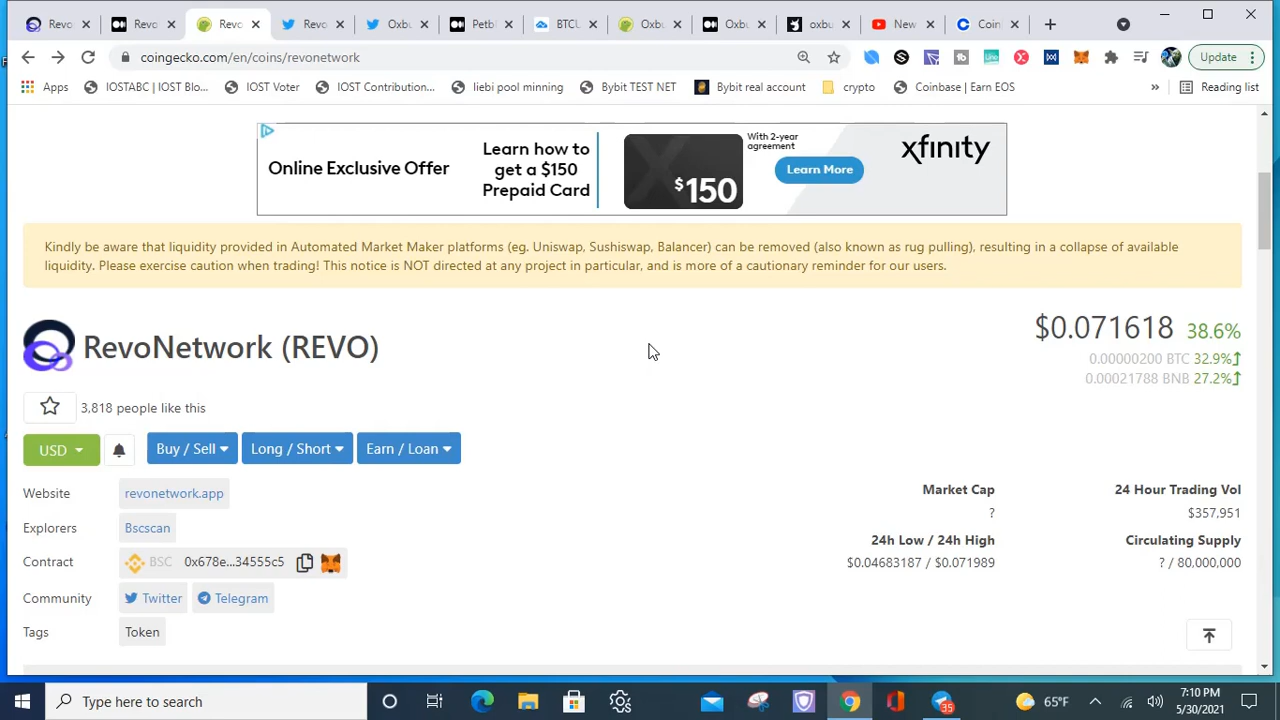 Revo
Revo
Revo
Revo
Oxbu
Petb
BTCU
Oxbu
Oxbu
oxbu
New
Coin
coingecko.com/en/coins/revonetwork
Update
Apps
IOSTABC | IOST Blo...
IOST Voter
IOST Contribution...
liebi pool minning
Bybit TEST NET
Bybit real account
crypto
Coinbase | Earn EOS
»
Reading list
Online Exclusive Offer
Learn how to
get a $150
Prepaid Card
$150
With 2-year
agreement
Learn More
xfinity
Kindly be aware that liquidity provided in Automated Market Maker platforms (eg. Uniswap, Sushiswap, Balancer) can be removed (also known as rug pulling), resulting in a collapse of available
liquidity. Please exercise caution when trading! This notice is NOT directed at any project in particular, and is more of a cautionary reminder for our users.
RevoNetwork (REVO)
$0.071618 38.6%
0.00000200 BTC 32.9%
0.00021788 BNB 27.2%
3,818 people like this
USD
Buy / Sell
Long / Short
Earn / Loan
Website
revonetwork.app
Market Cap
?
24 Hour Trading Vol
$357,951
Explorers
Bscscan
24h Low / 24h High
$0.04683187 / $0.071989
Circulating Supply
? / 80,000,000
Contract
BSC 0x678e...34555c5
Community
Twitter
Telegram
Tags
Token
Type here to search
35
65°F
7:10 PM
5/30/2021